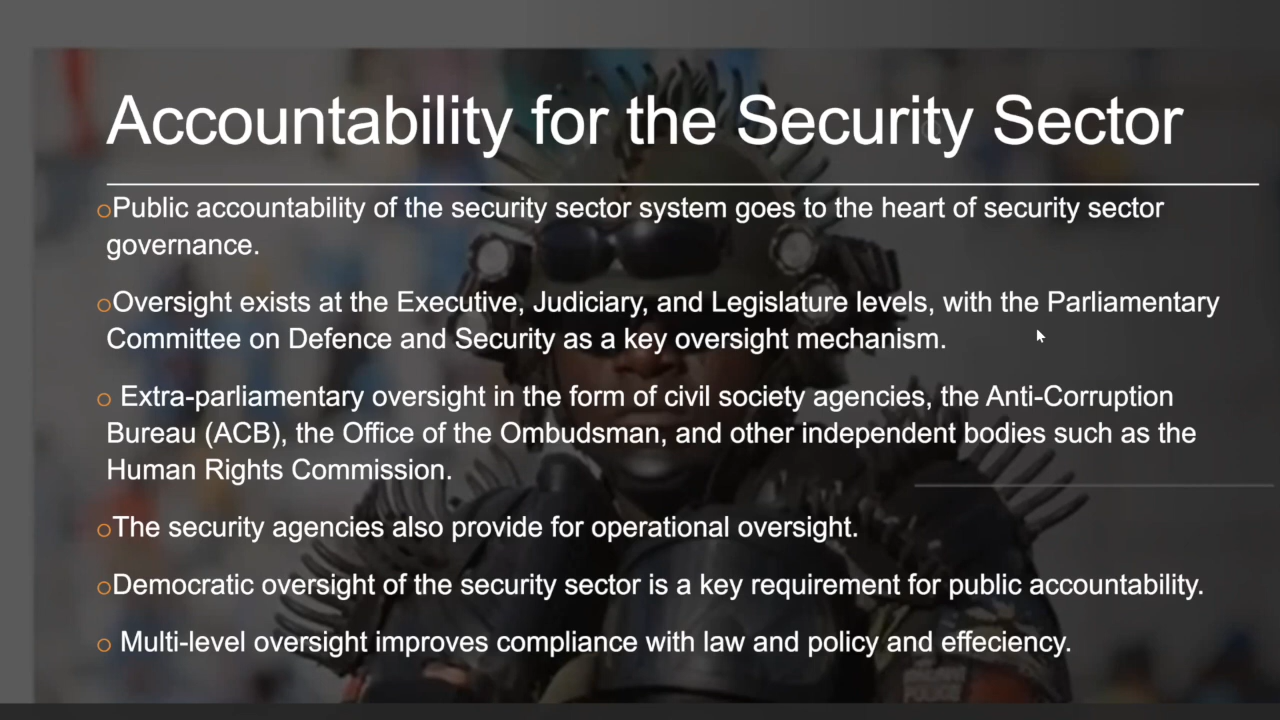 Accountability for the Security Sector
oPublic accountability of the security sector system goes to the heart of security sector
governance.
oOversight exists at the Executive, Judiciary, and Legislature levels, with the Parliamentary
Committee on Defence and Security as a key oversight mechanism.
o Extra-parliamentary oversight in the form of civil society agencies, the Anti-Corruption
Bureau (ACB), the Office of the Ombudsman, and other independent bodies such as the
Human Rights Commission.
oThe security agencies also provide for operational oversight.
oDemocratic oversight of the security sector is a key requirement for public accountability.
o Multi-level oversight improves compliance with law and policy and effeciency.
POLICE